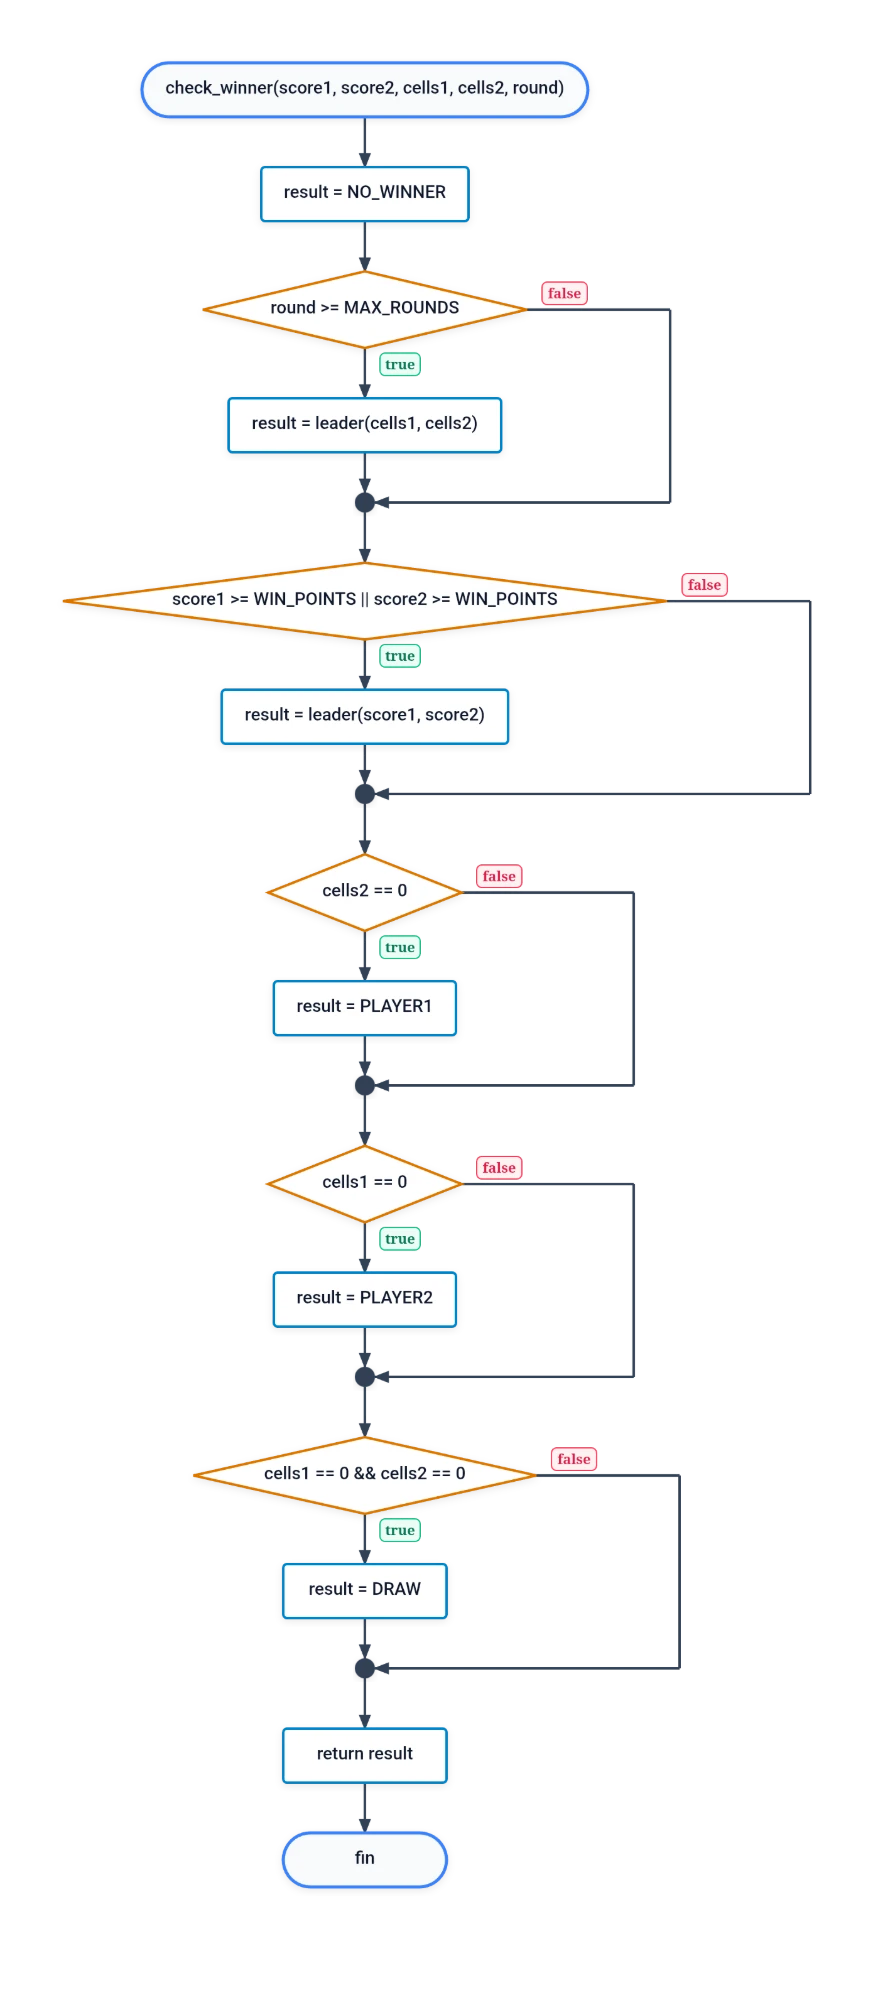 check_winner(score1, score2, cells1, cells2, round)
result = NO_WINNER
round >= MAX_ROUNDS
false
true
result = leader(cells1, cells2)
score1 >= WIN_POINTS || score2 >= WIN_POINTS
false
true
result = leader(score1, score2)
cells2 == 0
false
true
result = PLAYER1
cells1 == 0
false
true
result = PLAYER2
cells1 == 0 && cells2 == 0
false
true
result = DRAW
return result
fin